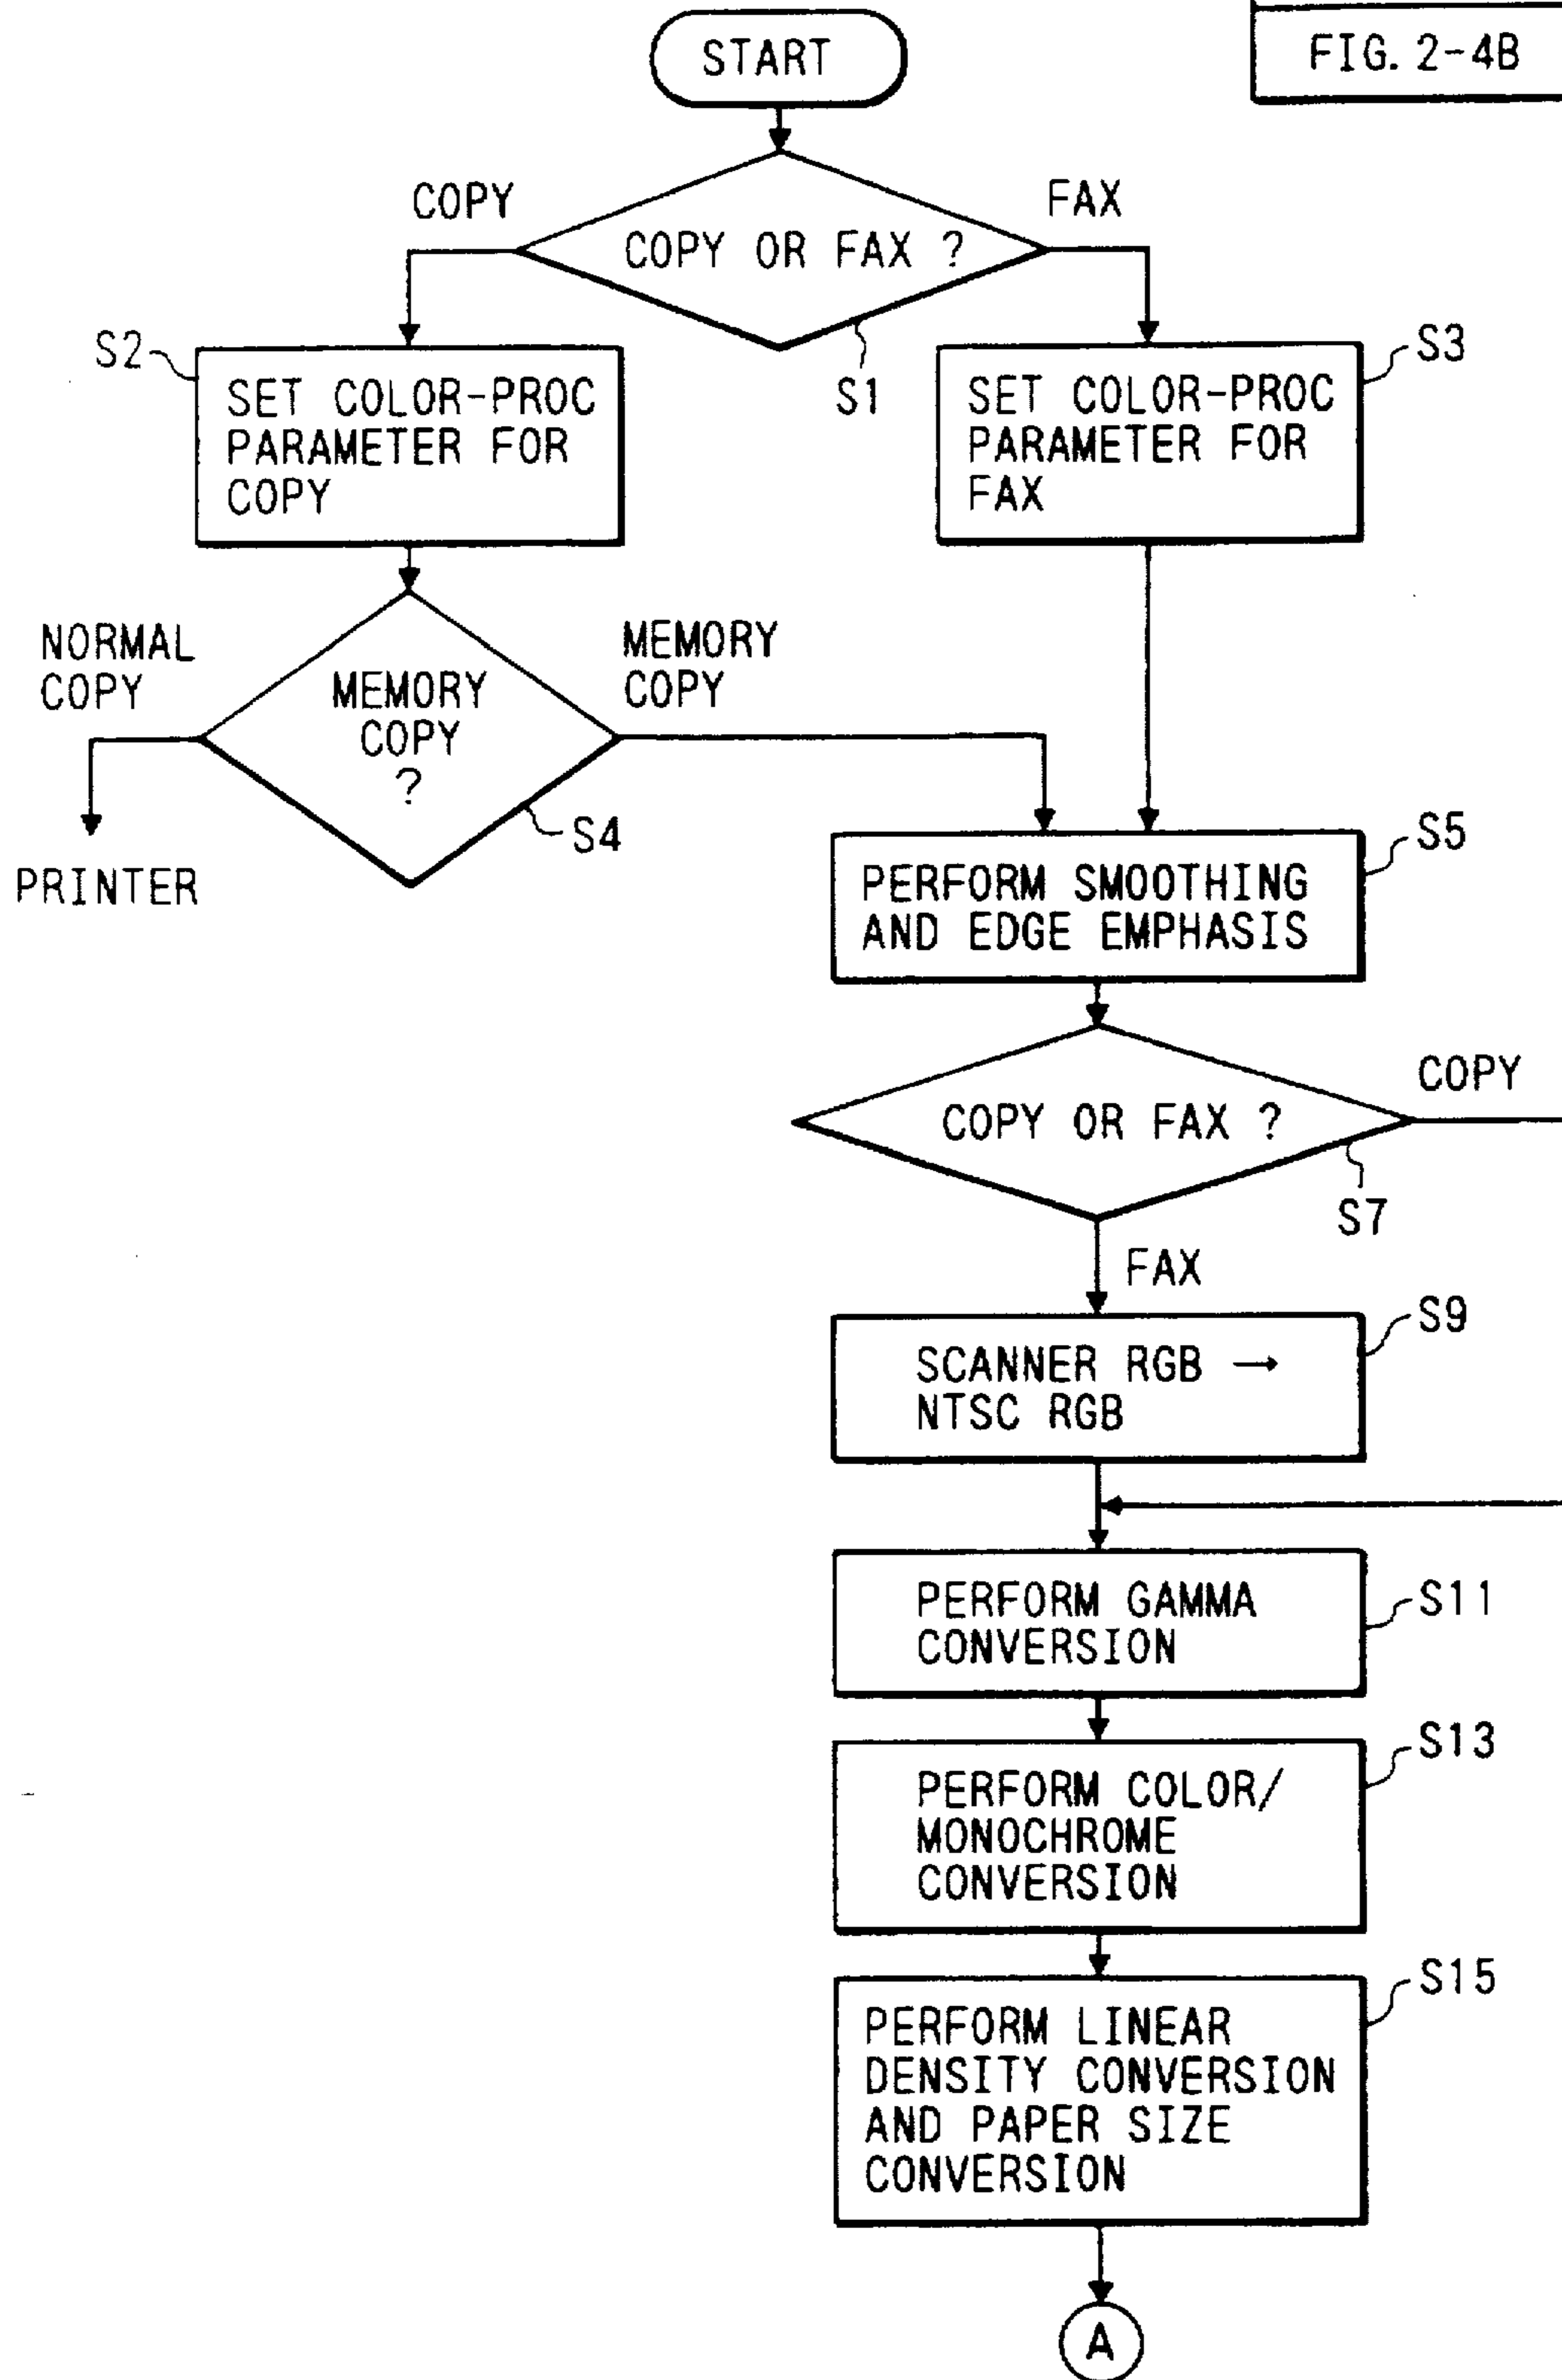 FIG. 2-4B
START
COPY
FAX
COPY OR FAX ?
S1
S2
SET COLOR-PROC
PARAMETER FOR
COPY
S3
SET COLOR-PROC
PARAMETER FOR
FAX
NORMAL
COPY
MEMORY
COPY
?
MEMORY
COPY
S4
PRINTER
S5
PERFORM SMOOTHING
AND EDGE EMPHASIS
COPY OR FAX ?
COPY
S7
FAX
S9
SCANNER RGB →
NTSC RGB
PERFORM GAMMA
CONVERSION
S11
S13
PERFORM COLOR/
MONOCHROME
CONVERSION
S15
PERFORM LINEAR
DENSITY CONVERSION
AND PAPER SIZE
CONVERSION
A